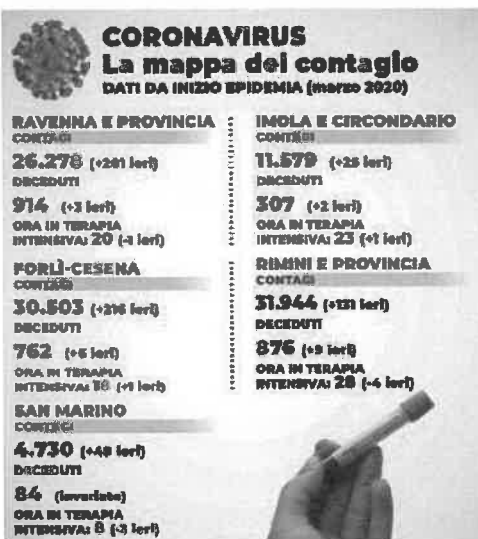 CORONAVIRUS
La mappa del contagio
DATI DA INIZIO EPIDEMIA (marzo 2020)
RAVENNA E PROVINCIA
CONTAGI
26.278 (+281 ieri)
DECEDUTI
914 (+3 ieri)
ORA IN TERAPIA
INTENSIVA: 20 (-1 ieri)
FORLÌ-CESENA
CONTAGI
30.503 (+216 ieri)
DECEDUTI
762 (+6 ieri)
ORA IN TERAPIA
INTENSIVA: 18 (+1 ieri)
SAN MARINO
CONTAGI
4.730 (+48 ieri)
DECEDUTI
84 (invariato)
ORA IN TERAPIA
INTENSIVA: 8 (-3 ieri)
IMOLA E CIRCONDARIO
CONTAGI
11.579 (+25 ieri)
DECEDUTI
307 (+2 ieri)
ORA IN TERAPIA
INTENSIVA: 23 (+1 ieri)
RIMINI E PROVINCIA
CONTAGI
31.944 (+131 ieri)
DECEDUTI
876 (+9 ieri)
ORA IN TERAPIA
INTENSIVA: 28 (-4 ieri)